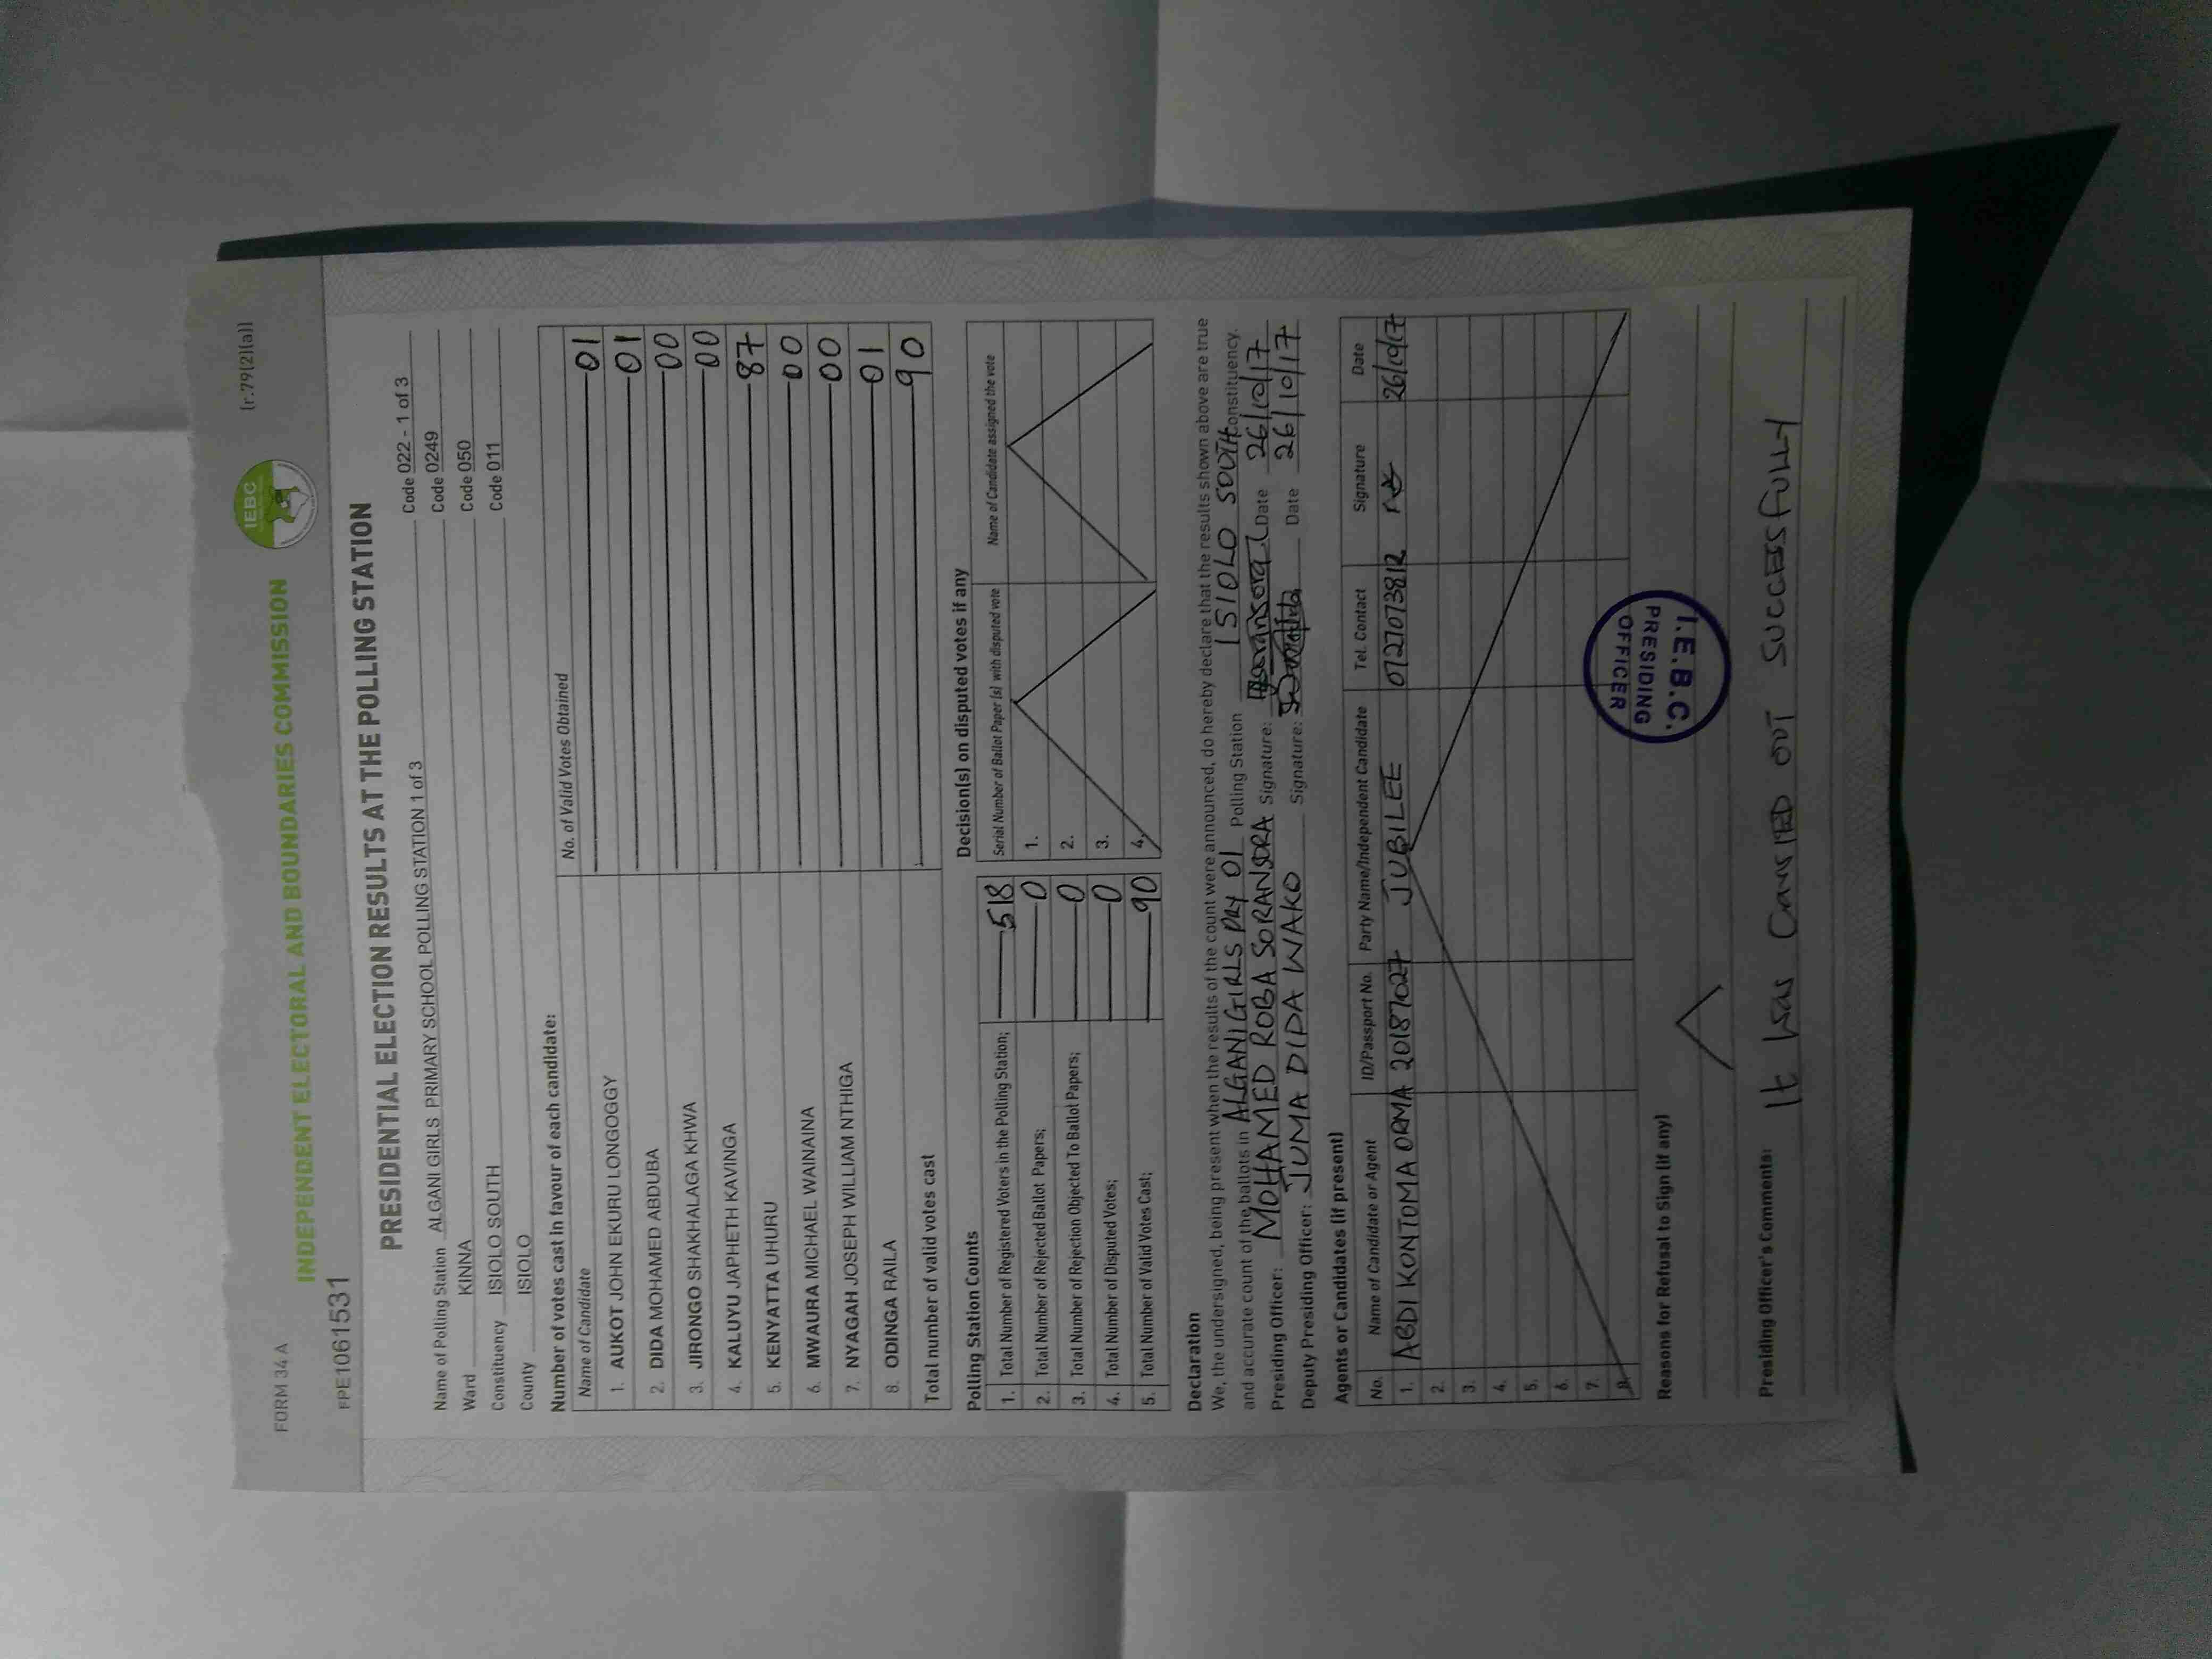 FORM 34 A
(r.79(2)(a))
INDEPENDENT ELECTORAL AND BOUNDARIES COMMISSION
IEBC
FPE1061531
PRESIDENTIAL ELECTION RESULTS AT THE POLLING STATION
Name of Polling Station ALGANI GIRLS PRIMARY SCHOOL POLLING STATION 1 of 3 Code 022 - 1 of 3
Ward KINNA Code 0249
Constituency ISIOLO SOUTH Code 050
County ISIOLO Code 011
Number of votes cast in favour of each candidate:
Name of Candidate No. of Valid Votes Obtained
1. AUKOT JOHN EKURU LONGOGGY 01
2. DIDA MOHAMED ABDUBA 01
3. JIRONGO SHAKHALAGA KHWA 00
4. KALUYU JAPHETH KAVINGA 00
5. KENYATTA UHURU 87
6. MWAURA MICHAEL WAINAINA 00
7. NYAGAH JOSEPH WILLIAM NTHIGA 00
8. ODINGA RAILA 01
Total number of valid votes cast 90
Polling Station Counts
1. Total Number of Registered Voters in the Polling Station; 518
2. Total Number of Rejected Ballot Papers; 0
3. Total Number of Rejection Objected To Ballot Papers; 0
4. Total Number of Disputed Votes; 0
5. Total Number of Valid Votes Cast; 90
Decision(s) on disputed votes if any
Serial Number of Ballot Paper (s) with disputed vote Name of Candidate assigned the vote
1.
2.
3.
4.
Declaration
We, the undersigned, being present when the results of the count were announced, do hereby declare that the results shown above are true
and accurate count of the ballots in ALGANI GIRLS PRY 01 Polling Station ISIOLO SOUTH Constituency.
Presiding Officer: MOHAMED ROBA SORANSORA Signature: Date 26/10/17
Deputy Presiding Officer: JUMA DIDA WAKO Signature: Date 26/10/17
Agents or Candidates (if present)
No. Name of Candidate or Agent ID/Passport No. Party Name/Independent Candidate Tel. Contact Signature Date
1. ABDI KONTOMA ORMA 20187027 JUBILEE 0727073812 26/10/17
2.
3.
4.
5.
6.
7.
8.
I.E.B.C.
PRESIDING
OFFICER
Reasons for Refusal to Sign (if any)
Presiding Officer's Comments: It was carried out successfully